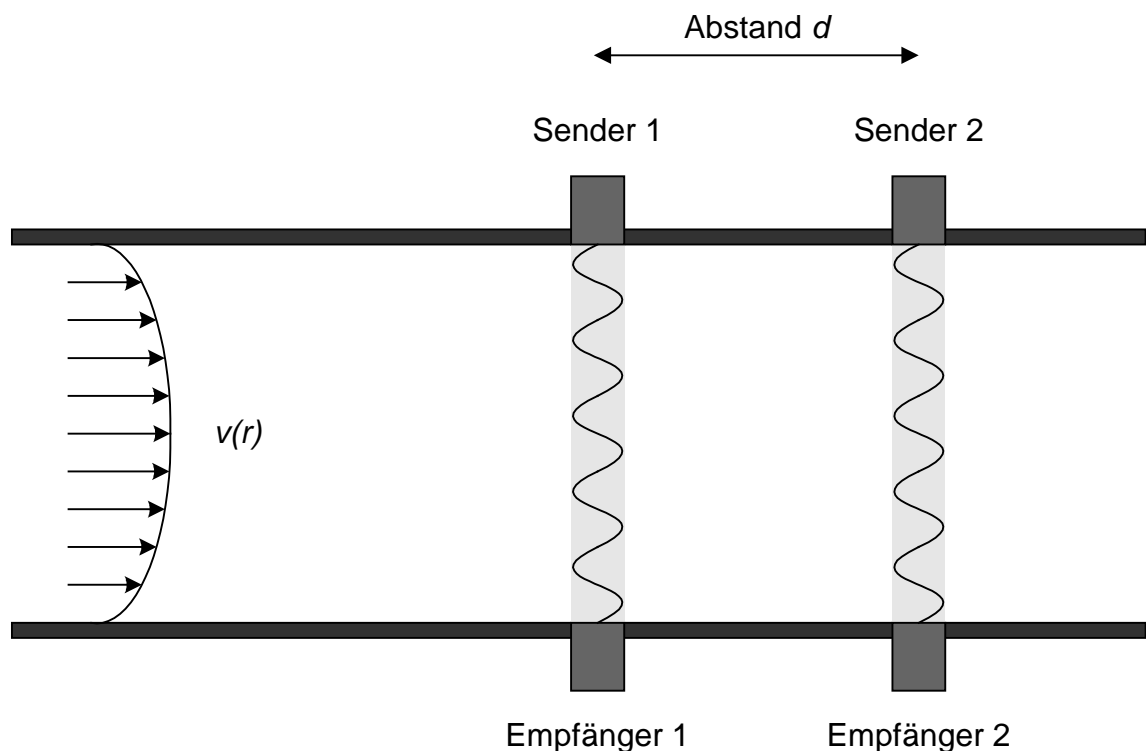 Abstand d
Sender 1
Sender 2
v(r)
Empfänger 1
Empfänger 2